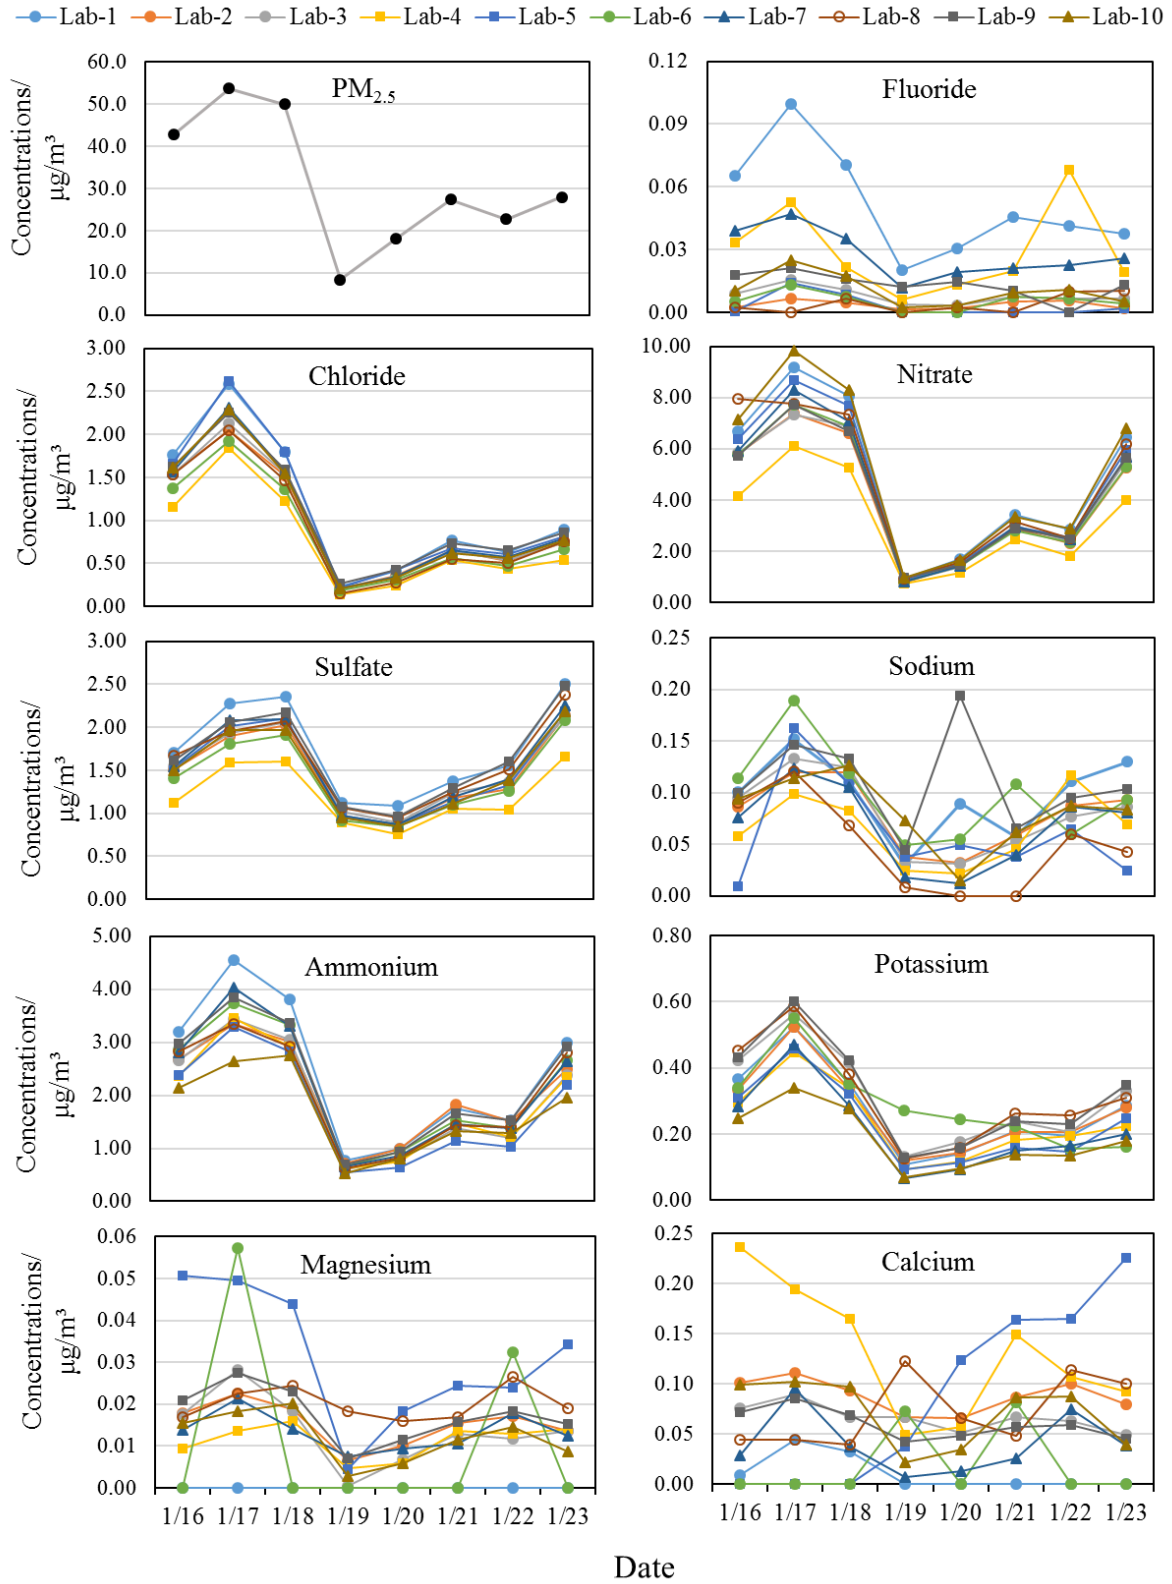 Lab-1 Lab-2 Lab-3 Lab-4 Lab-5 Lab-6 Lab-7 Lab-8 Lab-9 Lab-10
Concentrations/
µg/m³
60.0
50.0
40.0
30.0
20.0
10.0
0.0
PM2.5
0.12
0.09
0.06
0.03
0.00
Fluoride
Concentrations/
µg/m³
3.00
2.50
2.00
1.50
1.00
0.50
0.00
Chloride
10.00
8.00
6.00
4.00
2.00
0.00
Nitrate
Concentrations/
µg/m³
3.00
2.50
2.00
1.50
1.00
0.50
0.00
Sulfate
0.25
0.20
0.15
0.10
0.05
0.00
Sodium
Concentrations/
µg/m³
5.00
4.00
3.00
2.00
1.00
0.00
Ammonium
0.80
0.60
0.40
0.20
0.00
Potassium
Concentrations/
µg/m³
0.06
0.05
0.04
0.03
0.02
0.01
0.00
Magnesium
0.25
0.20
0.15
0.10
0.05
0.00
Calcium
1/16 1/17 1/18 1/19 1/20 1/21 1/22 1/23
1/16 1/17 1/18 1/19 1/20 1/21 1/22 1/23
Date